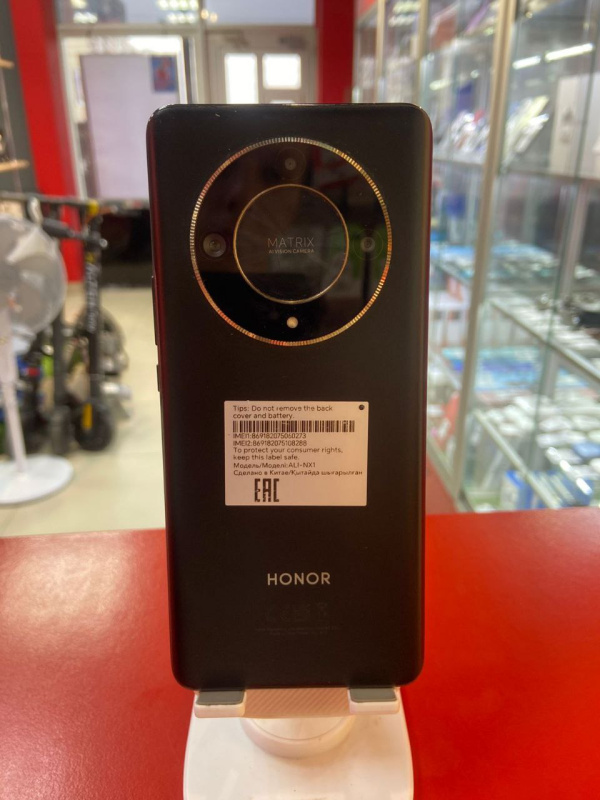 MATRIX
AI VISION CAMERA
Tips: Do not remove the back
cover and battery.
IMEI1:869182075060273
IMEI2:869182075108288
To protect your consumer rights,
keep this label safe.
Модель/Моделі:ALI-NX1
Сделано в Китае/Қытайда шығарылған
EAC
HONOR